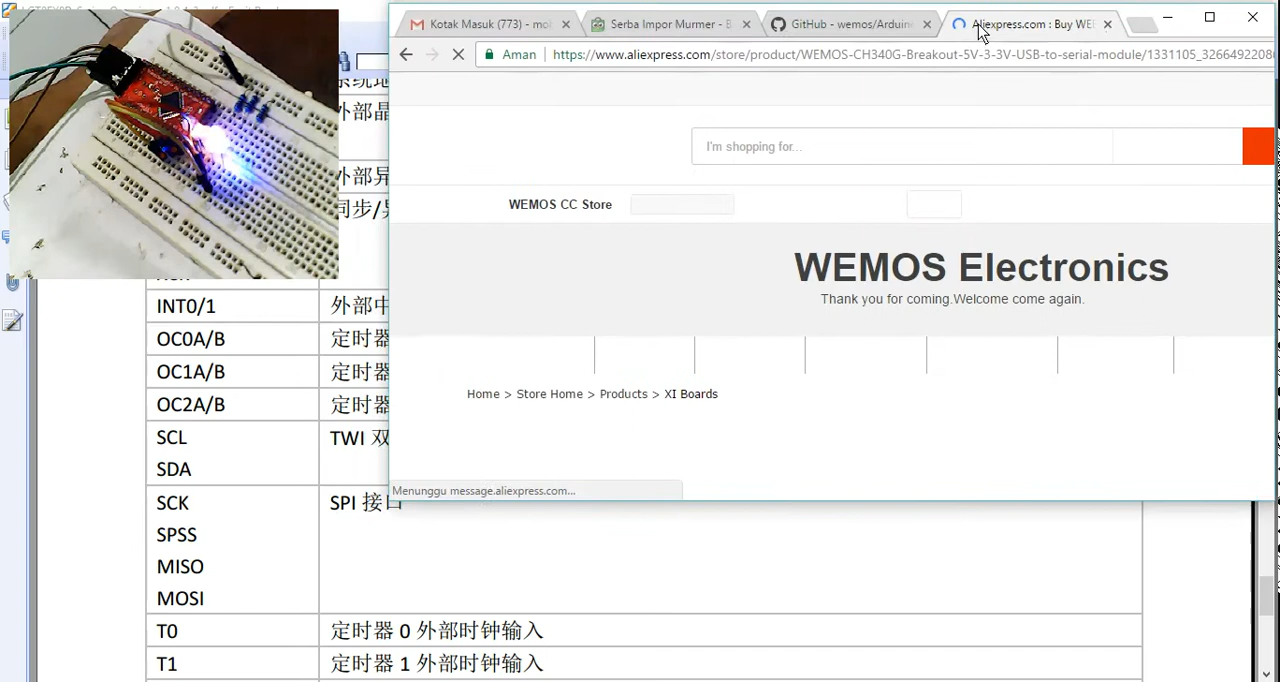 Kotak Masuk (773) - mo
Serba Impor Murmer - B
GitHub - wemos/Arduin
Aliexpress.com : Buy WE
Aman
https://www.aliexpress.com/store/product/WEMOS-CH340G-Breakout-5V-3-3V-USB-to-serial-module/1331105_3266492208
I'm shopping for...
WEMOS CC Store
WEMOS Electronics
Thank you for coming.Welcome come again.
Home > Store Home > Products > XI Boards
Menunggu message.aliexpress.com...
外部晶
外部异
同步/异
INT0/1 外部中
OC0A/B 定时器
OC1A/B 定时器
OC2A/B 定时器
SCL TWI 双
SDA
SCK SPI 接口
SPSS
MISO
MOSI
T0 定时器 0 外部时钟输入
T1 定时器 1 外部时钟输入